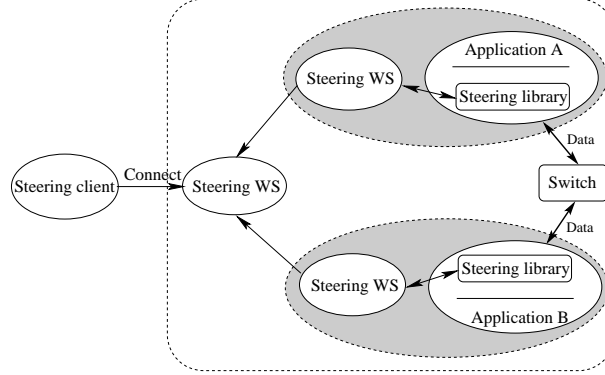 Application A
Steering WS
Steering library
Data
Connect
Steering client
Steering WS
Switch
Data
Steering library
Steering WS
Application B